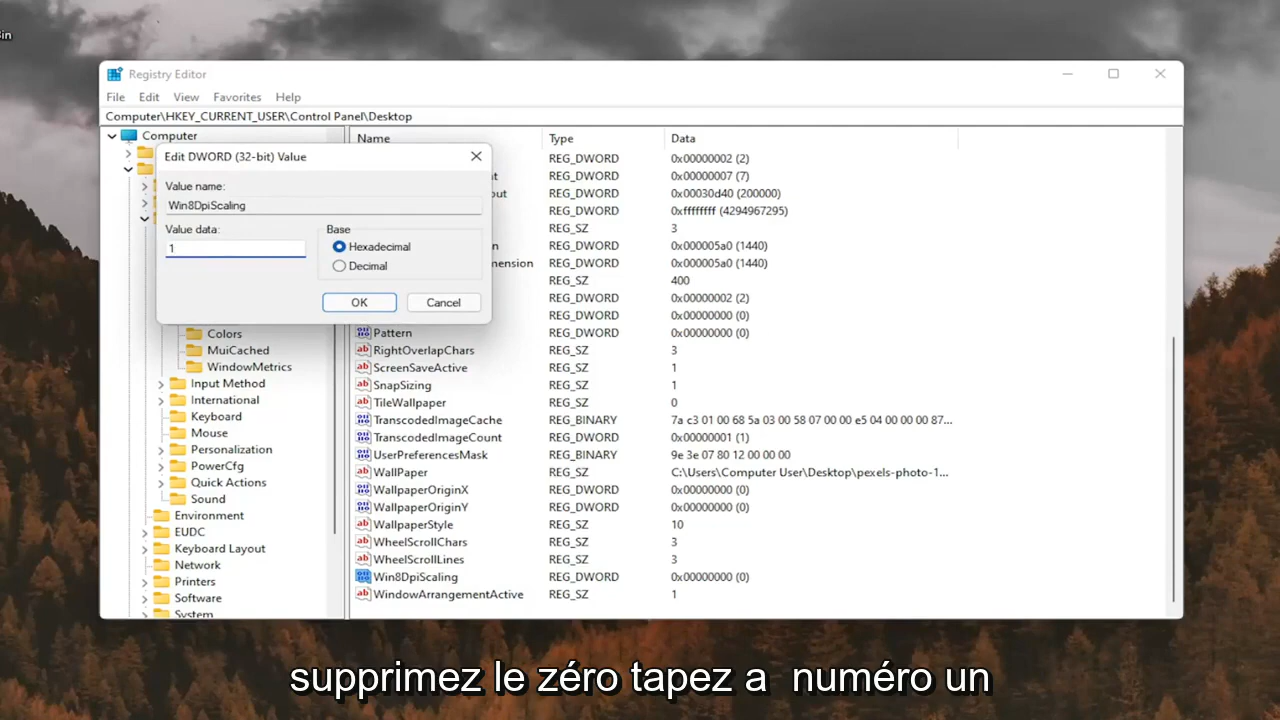 in
Registry Editor
File Edit View Favorites Help
Computer\HKEY_CURRENT_USER\Control Panel\Desktop
Computer
Name Type Data
Edit DWORD (32-bit) Value
REG_DWORD 0x00000002 (2)
REG_DWORD 0x00000007 (7)
Value name:
REG_DWORD 0x00030d40 (200000)
Win8DpiScaling
REG_DWORD 0xffffffff (4294967295)
Value data: Base
REG_SZ 3
1 Hexadecimal
REG_DWORD 0x000005a0 (1440)
Decimal
mension REG_DWORD 0x000005a0 (1440)
REG_SZ 400
OK Cancel
REG_DWORD 0x00000002 (2)
REG_DWORD 0x00000000 (0)
Colors Pattern REG_DWORD 0x00000000 (0)
MuiCached RightOverlapChars REG_SZ 3
WindowMetrics ScreenSaveActive REG_SZ 1
Input Method SnapSizing REG_SZ 1
International TileWallpaper REG_SZ 0
Keyboard TranscodedImageCache REG_BINARY 7a c3 01 00 68 5a 03 00 58 07 00 00 e5 04 00 00 00 87...
Mouse TranscodedImageCount REG_DWORD 0x00000001 (1)
Personalization UserPreferencesMask REG_BINARY 9e 3e 07 80 12 00 00 00
PowerCfg WallPaper REG_SZ C:\Users\Computer User\Desktop\pexels-photo-1...
Quick Actions WallpaperOriginX REG_DWORD 0x00000000 (0)
Sound WallpaperOriginY REG_DWORD 0x00000000 (0)
Environment WallpaperStyle REG_SZ 10
EUDC WheelScrollChars REG_SZ 3
Keyboard Layout WheelScrollLines REG_SZ 3
Network Win8DpiScaling REG_DWORD 0x00000000 (0)
Printers WindowArrangementActive REG_SZ 1
Software
System
supprimez le zéro tapez a numéro un